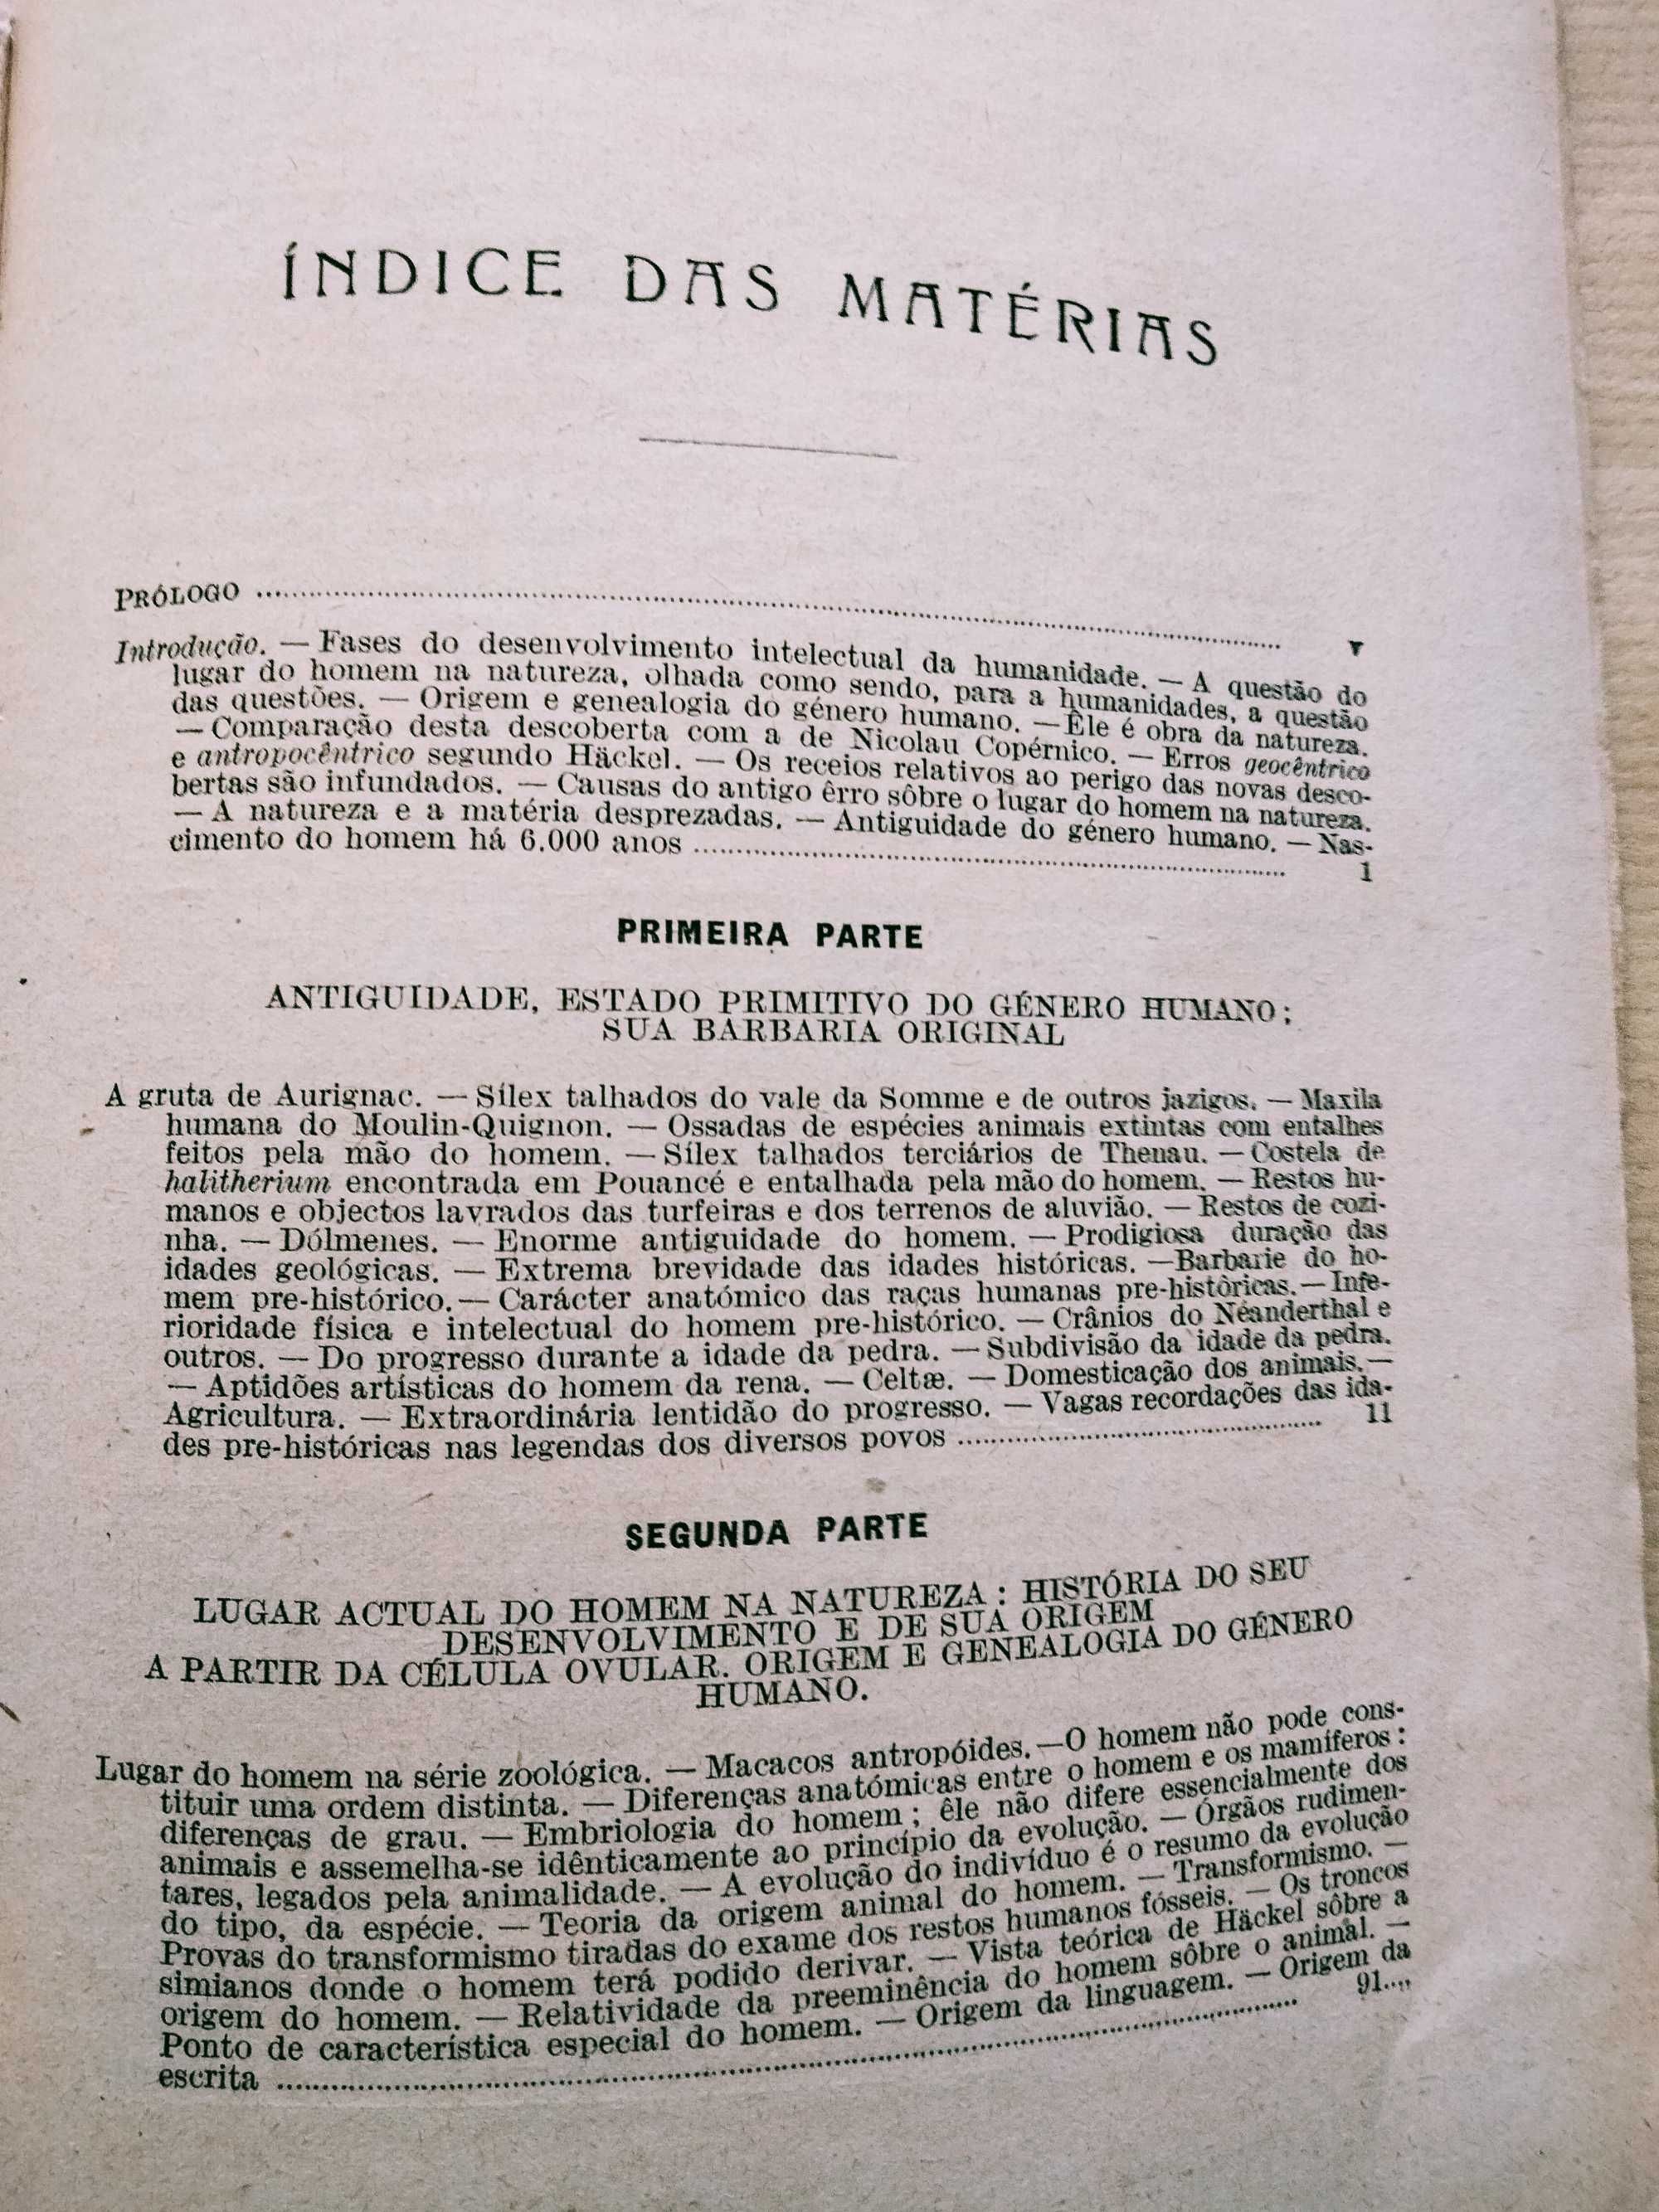 ÍNDICE DAS MATÉRIAS
PRÓLOGO ........................................ V
Introdução. — Fases do desenvolvimento intelectual da humanidade. — A questão do
lugar do homem na natureza, olhada como sendo, para a humanidades, a questão
das questões. — Origem e genealogia do género humano. — Êle é obra da natureza.
— Comparação desta descoberta com a de Nicolau Copérnico. — Erros geocêntrico
e antropocêntrico segundo Häckel. — Os receios relativos ao perigo das novas desco-
bertas são infundados. — Causas do antigo êrro sôbre o lugar do homem na natureza.
— A natureza e a matéria desprezadas. — Antiguidade do género humano. — Nas-
cimento do homem há 6.000 anos ........................................ 1
PRIMEIRA PARTE
ANTIGUIDADE, ESTADO PRIMITIVO DO GÉNERO HUMANO;
SUA BARBARIA ORIGINAL
A gruta de Aurignac. — Sílex talhados do vale da Somme e de outros jazigos. — Maxila
humana do Moulin-Quignon. — Ossadas de espécies animais extintas com entalhes
feitos pela mão do homem. — Sílex talhados terciários de Thenau. — Costela de
halitherium encontrada em Pouancé e entalhada pela mão do homem. — Restos hu-
manos e objectos lavrados das turfeiras e dos terrenos de aluvião. — Restos de cozi-
nha. — Dólmenes. — Enorme antiguidade do homem. — Prodigiosa duração das
idades geológicas. — Extrema brevidade das idades históricas. — Barbarie do ho-
mem pre-histórico. — Carácter anatómico das raças humanas pre-históricas. — Infe-
rioridade física e intelectual do homem pre-histórico. — Crânios do Néanderthal e
outros. — Do progresso durante a idade da pedra. — Subdivisão da idade da pedra.
— Aptidões artísticas do homem da rena. — Celtæ. — Domesticação dos animais. —
Agricultura. — Extraordinária lentidão do progresso. — Vagas recordações das ida-
des pre-históricas nas legendas dos diversos povos ........................................ 11
SEGUNDA PARTE
LUGAR ACTUAL DO HOMEM NA NATUREZA : HISTÓRIA DO SEU
DESENVOLVIMENTO E DE SUA ORIGEM
A PARTIR DA CÉLULA OVULAR. ORIGEM E GENEALOGIA DO GÉNERO
HUMANO.
Lugar do homem na série zoológica. — Macacos antropóides. — O homem não pode cons-
tituir uma ordem distinta. — Diferenças anatómicas entre o homem e os mamíferos :
diferenças de grau. — Embriologia do homem ; êle não difere essencialmente dos
animais e assemelha-se idênticamente ao princípio da evolução. — Órgãos rudimen-
tares, legados pela animalidade. — A evolução do indivíduo é o resumo da evolução
do tipo, da espécie. — Teoria da origem animal do homem. — Transformismo. —
Provas do transformismo tiradas do exame dos restos humanos fósseis. — Os troncos
simianos donde o homem terá podido derivar. — Vista teórica de Häckel sôbre a
origem do homem. — Relatividade da preeminência do homem sôbre o animal. —
Ponto de característica especial do homem. — Origem da linguagem. — Origem da
escrita ........................................ 91....